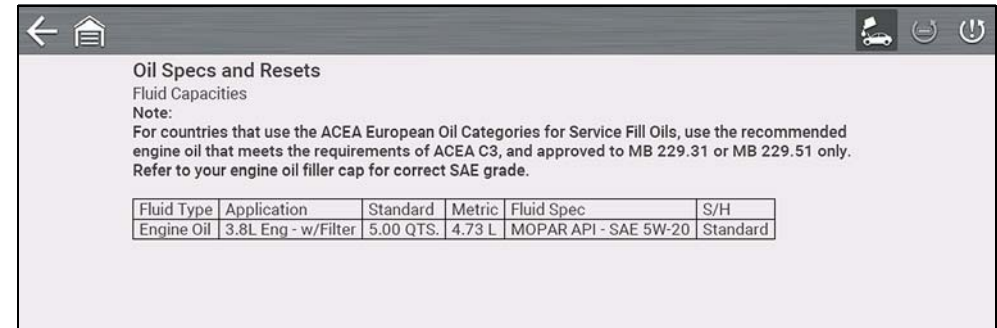 Oil Specs and Resets
Fluid Capacities
Note:
For countries that use the ACEA European Oil Categories for Service Fill Oils, use the recommended
engine oil that meets the requirements of ACEA C3, and approved to MB 229.31 or MB 229.51 only.
Refer to your engine oil filler cap for correct SAE grade.
Fluid Type Application Standard Metric Fluid Spec S/H
Engine Oil 3.8L Eng - w/Filter 5.00 QTS. 4.73 L MOPAR API - SAE 5W-20 Standard